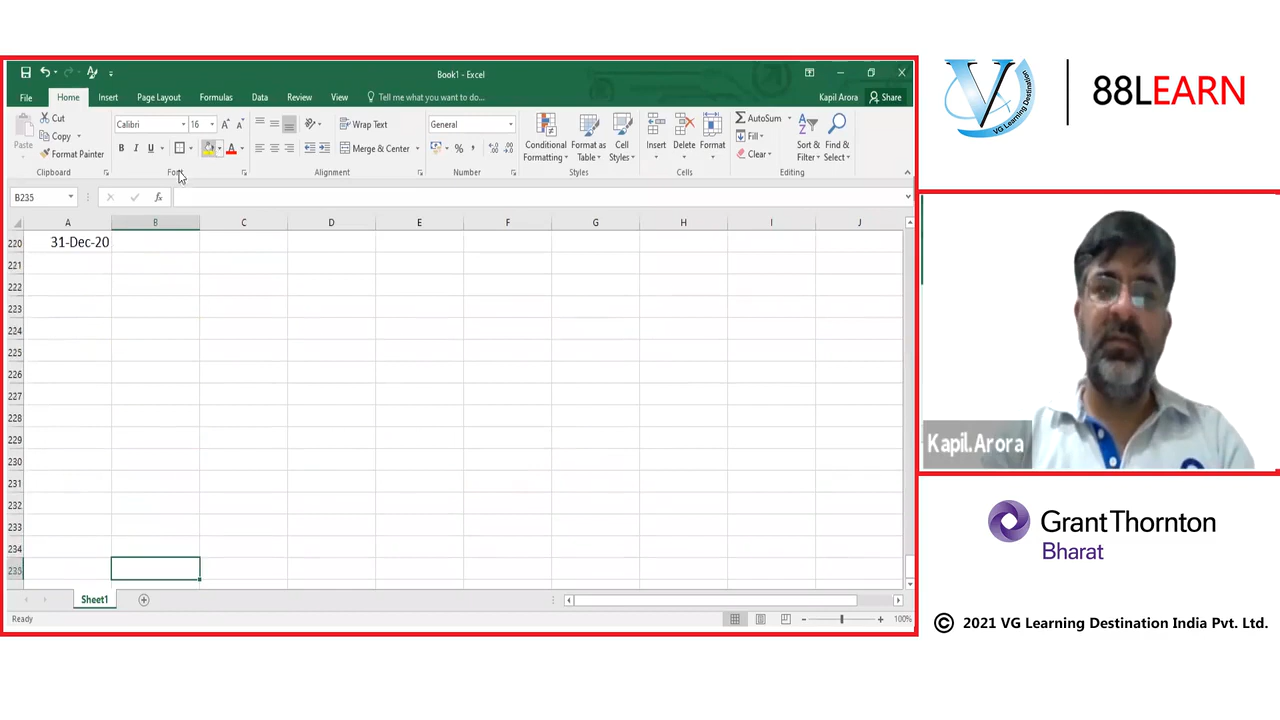 Book1 - Excel
File Home Insert Page Layout Formulas Data Review View Tell me what you want to do... Kapil Arora Share
Paste
Cut
Copy
Format Painter
Clipboard
Calibri 16
B I U
Font
Wrap Text
Merge & Center
Alignment
General
%
Number
Conditional Formatting
Format as Table
Cell Styles
Styles
Insert Delete Format
Cells
AutoSum
Fill
Clear
Sort & Filter
Find & Select
Editing
B235 fx
A B C D E F G H I J
220 31-Dec-20
221
222
223
224
225
226
227
228
229
230
231
232
233
234
235
Sheet1
Ready 100%
VG Learning Destination
88LEARN
Kapil.Arora
Grant Thornton
Bharat
© 2021 VG Learning Destination India Pvt. Ltd.